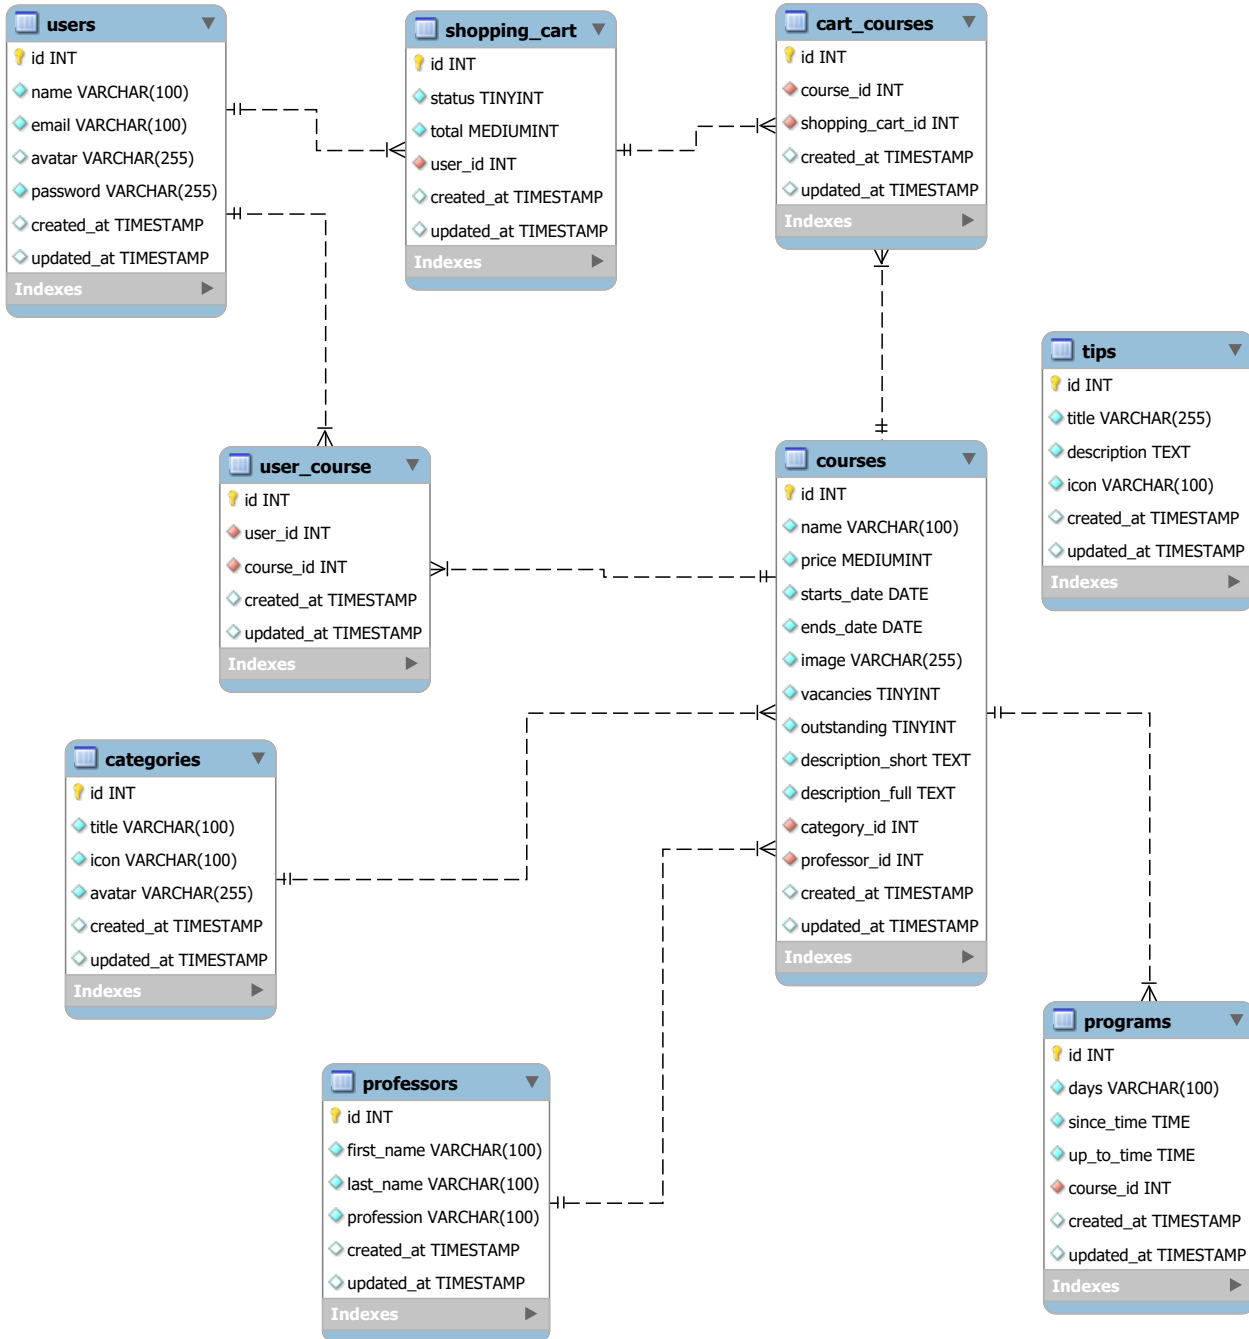 users
id INT
name VARCHAR(100)
email VARCHAR(100)
avatar VARCHAR(255)
password VARCHAR(255)
created_at TIMESTAMP
updated_at TIMESTAMP
Indexes
shopping_cart
id INT
status TINYINT
total MEDIUMINT
user_id INT
created_at TIMESTAMP
updated_at TIMESTAMP
Indexes
cart_courses
id INT
course_id INT
shopping_cart_id INT
created_at TIMESTAMP
updated_at TIMESTAMP
Indexes
tips
id INT
title VARCHAR(255)
description TEXT
icon VARCHAR(100)
created_at TIMESTAMP
updated_at TIMESTAMP
Indexes
user_course
id INT
user_id INT
course_id INT
created_at TIMESTAMP
updated_at TIMESTAMP
Indexes
courses
id INT
name VARCHAR(100)
price MEDIUMINT
starts_date DATE
ends_date DATE
image VARCHAR(255)
vacancies TINYINT
outstanding TINYINT
description_short TEXT
description_full TEXT
category_id INT
professor_id INT
created_at TIMESTAMP
updated_at TIMESTAMP
Indexes
categories
id INT
title VARCHAR(100)
icon VARCHAR(100)
avatar VARCHAR(255)
created_at TIMESTAMP
updated_at TIMESTAMP
Indexes
programs
id INT
days VARCHAR(100)
since_time TIME
up_to_time TIME
course_id INT
created_at TIMESTAMP
updated_at TIMESTAMP
Indexes
professors
id INT
first_name VARCHAR(100)
last_name VARCHAR(100)
profession VARCHAR(100)
created_at TIMESTAMP
updated_at TIMESTAMP
Indexes